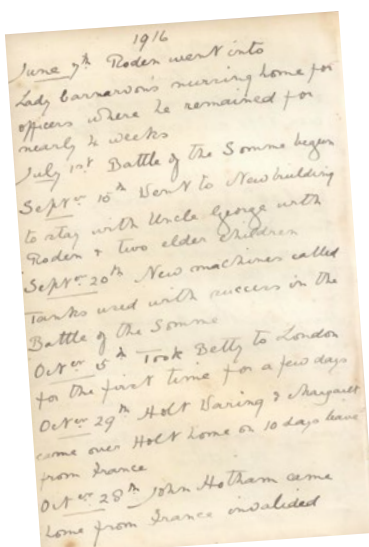 1916
June 7th Roden went into
Lady Carnarvon's nursing home for
officers where he remained for
nearly 4 weeks
July 1st Battle of the Somme begun
Septr 10th Went to Newbuilding
to stay with Uncle George with
Roden & two elder children
Septr 20th New machines called
Tanks used with success in the
Battle of the Somme
Octer 5th Took Betty to London
for the first time for a few days
Octer 29th Holt Waring & Margaret
came over Holt home on 10 days leave
from France
Octer 28th John Hotham came
home from France invalided